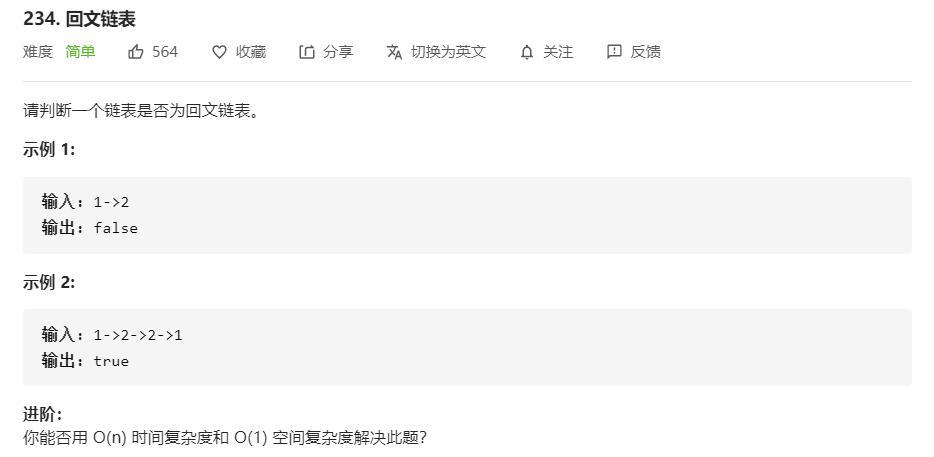 234. 回文链表
难度 简单 564 收藏 分享 切换为英文 关注 反馈
请判断一个链表是否为回文链表。
示例 1:
输入: 1->2
输出: false
示例 2:
输入: 1->2->2->1
输出: true
进阶:
你能否用 O(n) 时间复杂度和 O(1) 空间复杂度解决此题?